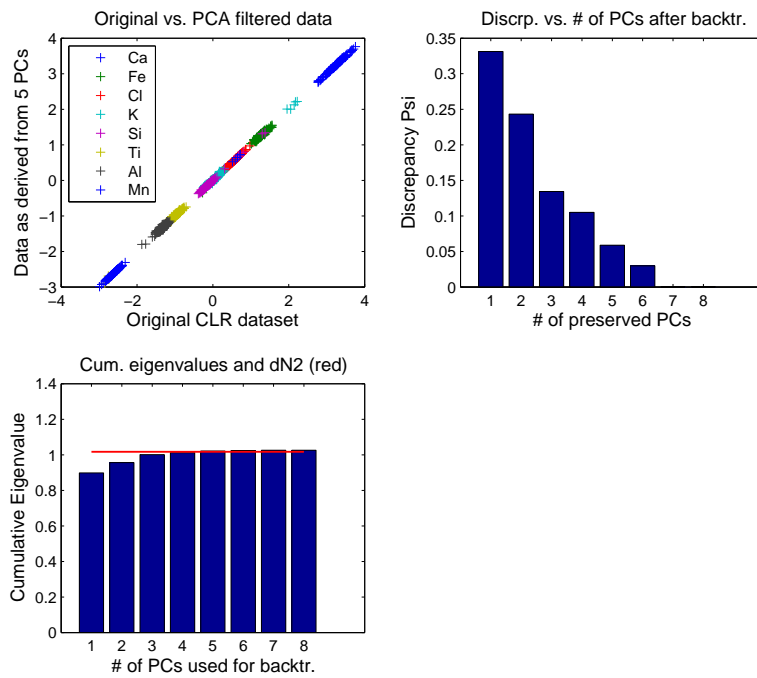 Original vs. PCA filtered data
4
3
2
1
0
−1
−2
−3
−4
−2
0
2
4
Data as derived from 5 PCs
Original CLR dataset
Ca
Fe
Cl
K
Si
Ti
Al
Mn
Discrp. vs. # of PCs after backtr.
0.35
0.3
0.25
0.2
0.15
0.1
0.05
0
1 2 3 4 5 6 7 8
Discrepancy Psi
# of preserved PCs
Cum. eigenvalues and dN2 (red)
1.4
1.2
1
0.8
0.6
0.4
0.2
0
1 2 3 4 5 6 7 8
Cumulative Eigenvalue
# of PCs used for backtr.